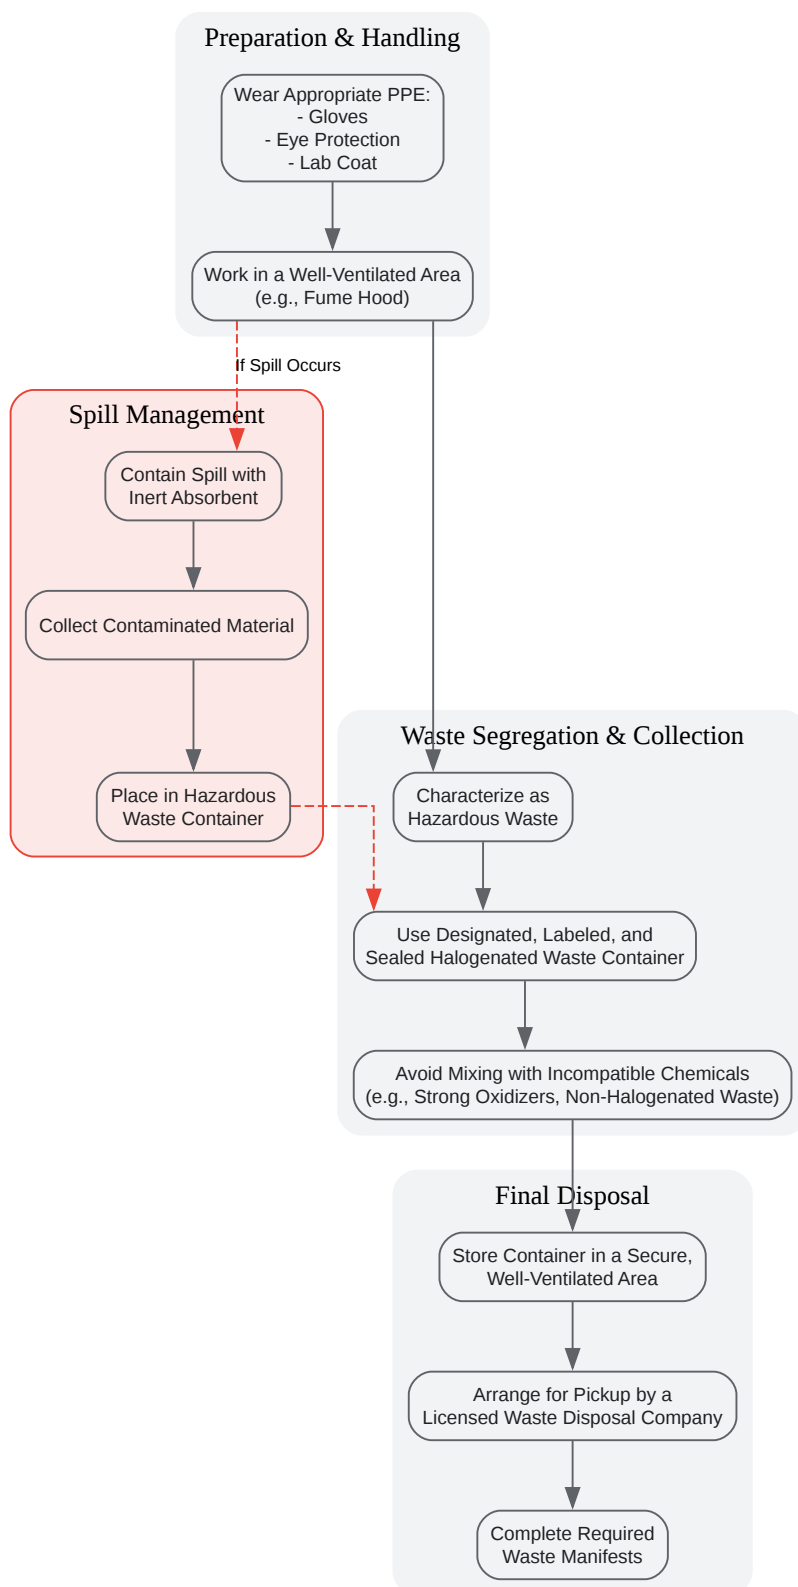 Preparation & Handling
Wear Appropriate PPE:
- Gloves
- Eye Protection
- Lab Coat
Work in a Well-Ventilated Area
(e.g., Fume Hood)
If Spill Occurs
Spill Management
Contain Spill with
Inert Absorbent
Collect Contaminated Material
Place in Hazardous
Waste Container
Waste Segregation & Collection
Characterize as
Hazardous Waste
Use Designated, Labeled, and
Sealed Halogenated Waste Container
Avoid Mixing with Incompatible Chemicals
(e.g., Strong Oxidizers, Non-Halogenated Waste)
Final Disposal
Store Container in a Secure,
Well-Ventilated Area
Arrange for Pickup by a
Licensed Waste Disposal Company
Complete Required
Waste Manifests